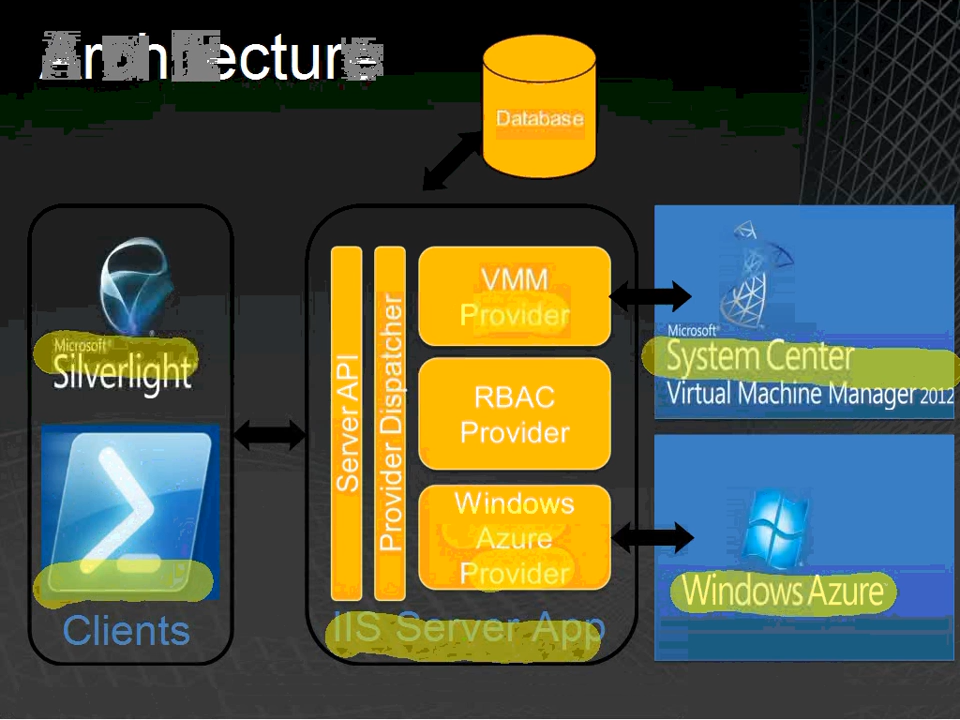 Architecture
Database
Microsoft®
Silverlight
Clients
Server API
Provider Dispatcher
VMM
Provider
RBAC
Provider
Windows
Azure
Provider
IIS Server App
Microsoft®
System Center
Virtual Machine Manager 2012
Windows Azure